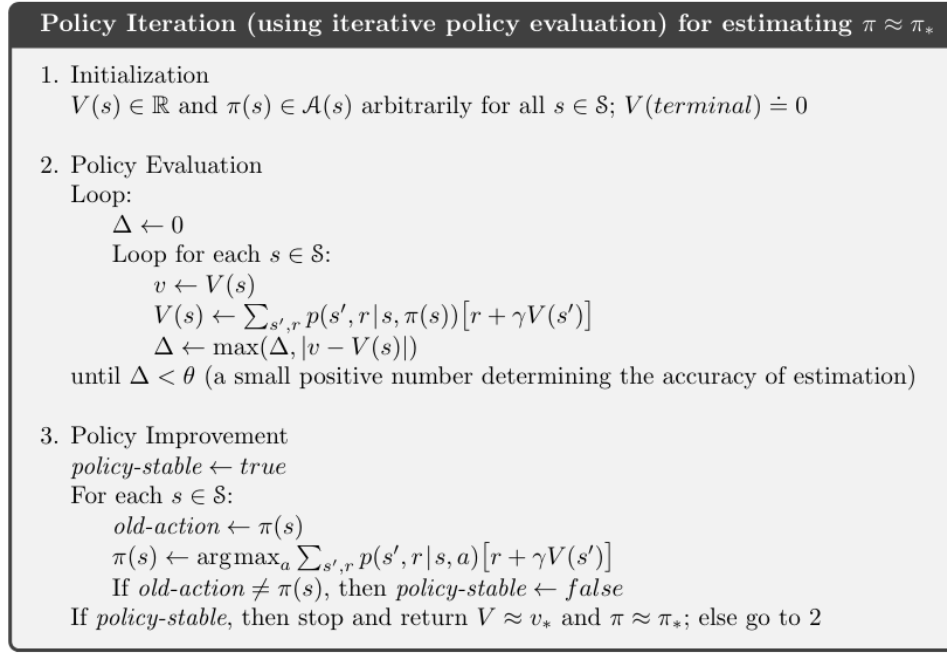 Policy Iteration (using iterative policy evaluation) for estimating π ≈ π∗
1. Initialization
V(s) ∈ ℝ and π(s) ∈ 𝒜(s) arbitrarily for all s ∈ 𝒮; V(terminal) ≐ 0
2. Policy Evaluation
Loop:
Δ ← 0
Loop for each s ∈ 𝒮:
v ← V(s)
V(s) ← ∑_{s′,r} p(s′, r|s, π(s))[r + γV(s′)]
Δ ← max(Δ, |v − V(s)|)
until Δ < θ (a small positive number determining the accuracy of estimation)
3. Policy Improvement
policy-stable ← true
For each s ∈ 𝒮:
old-action ← π(s)
π(s) ← argmax_a ∑_{s′,r} p(s′, r|s, a)[r + γV(s′)]
If old-action ≠ π(s), then policy-stable ← false
If policy-stable, then stop and return V ≈ v∗ and π ≈ π∗; else go to 2